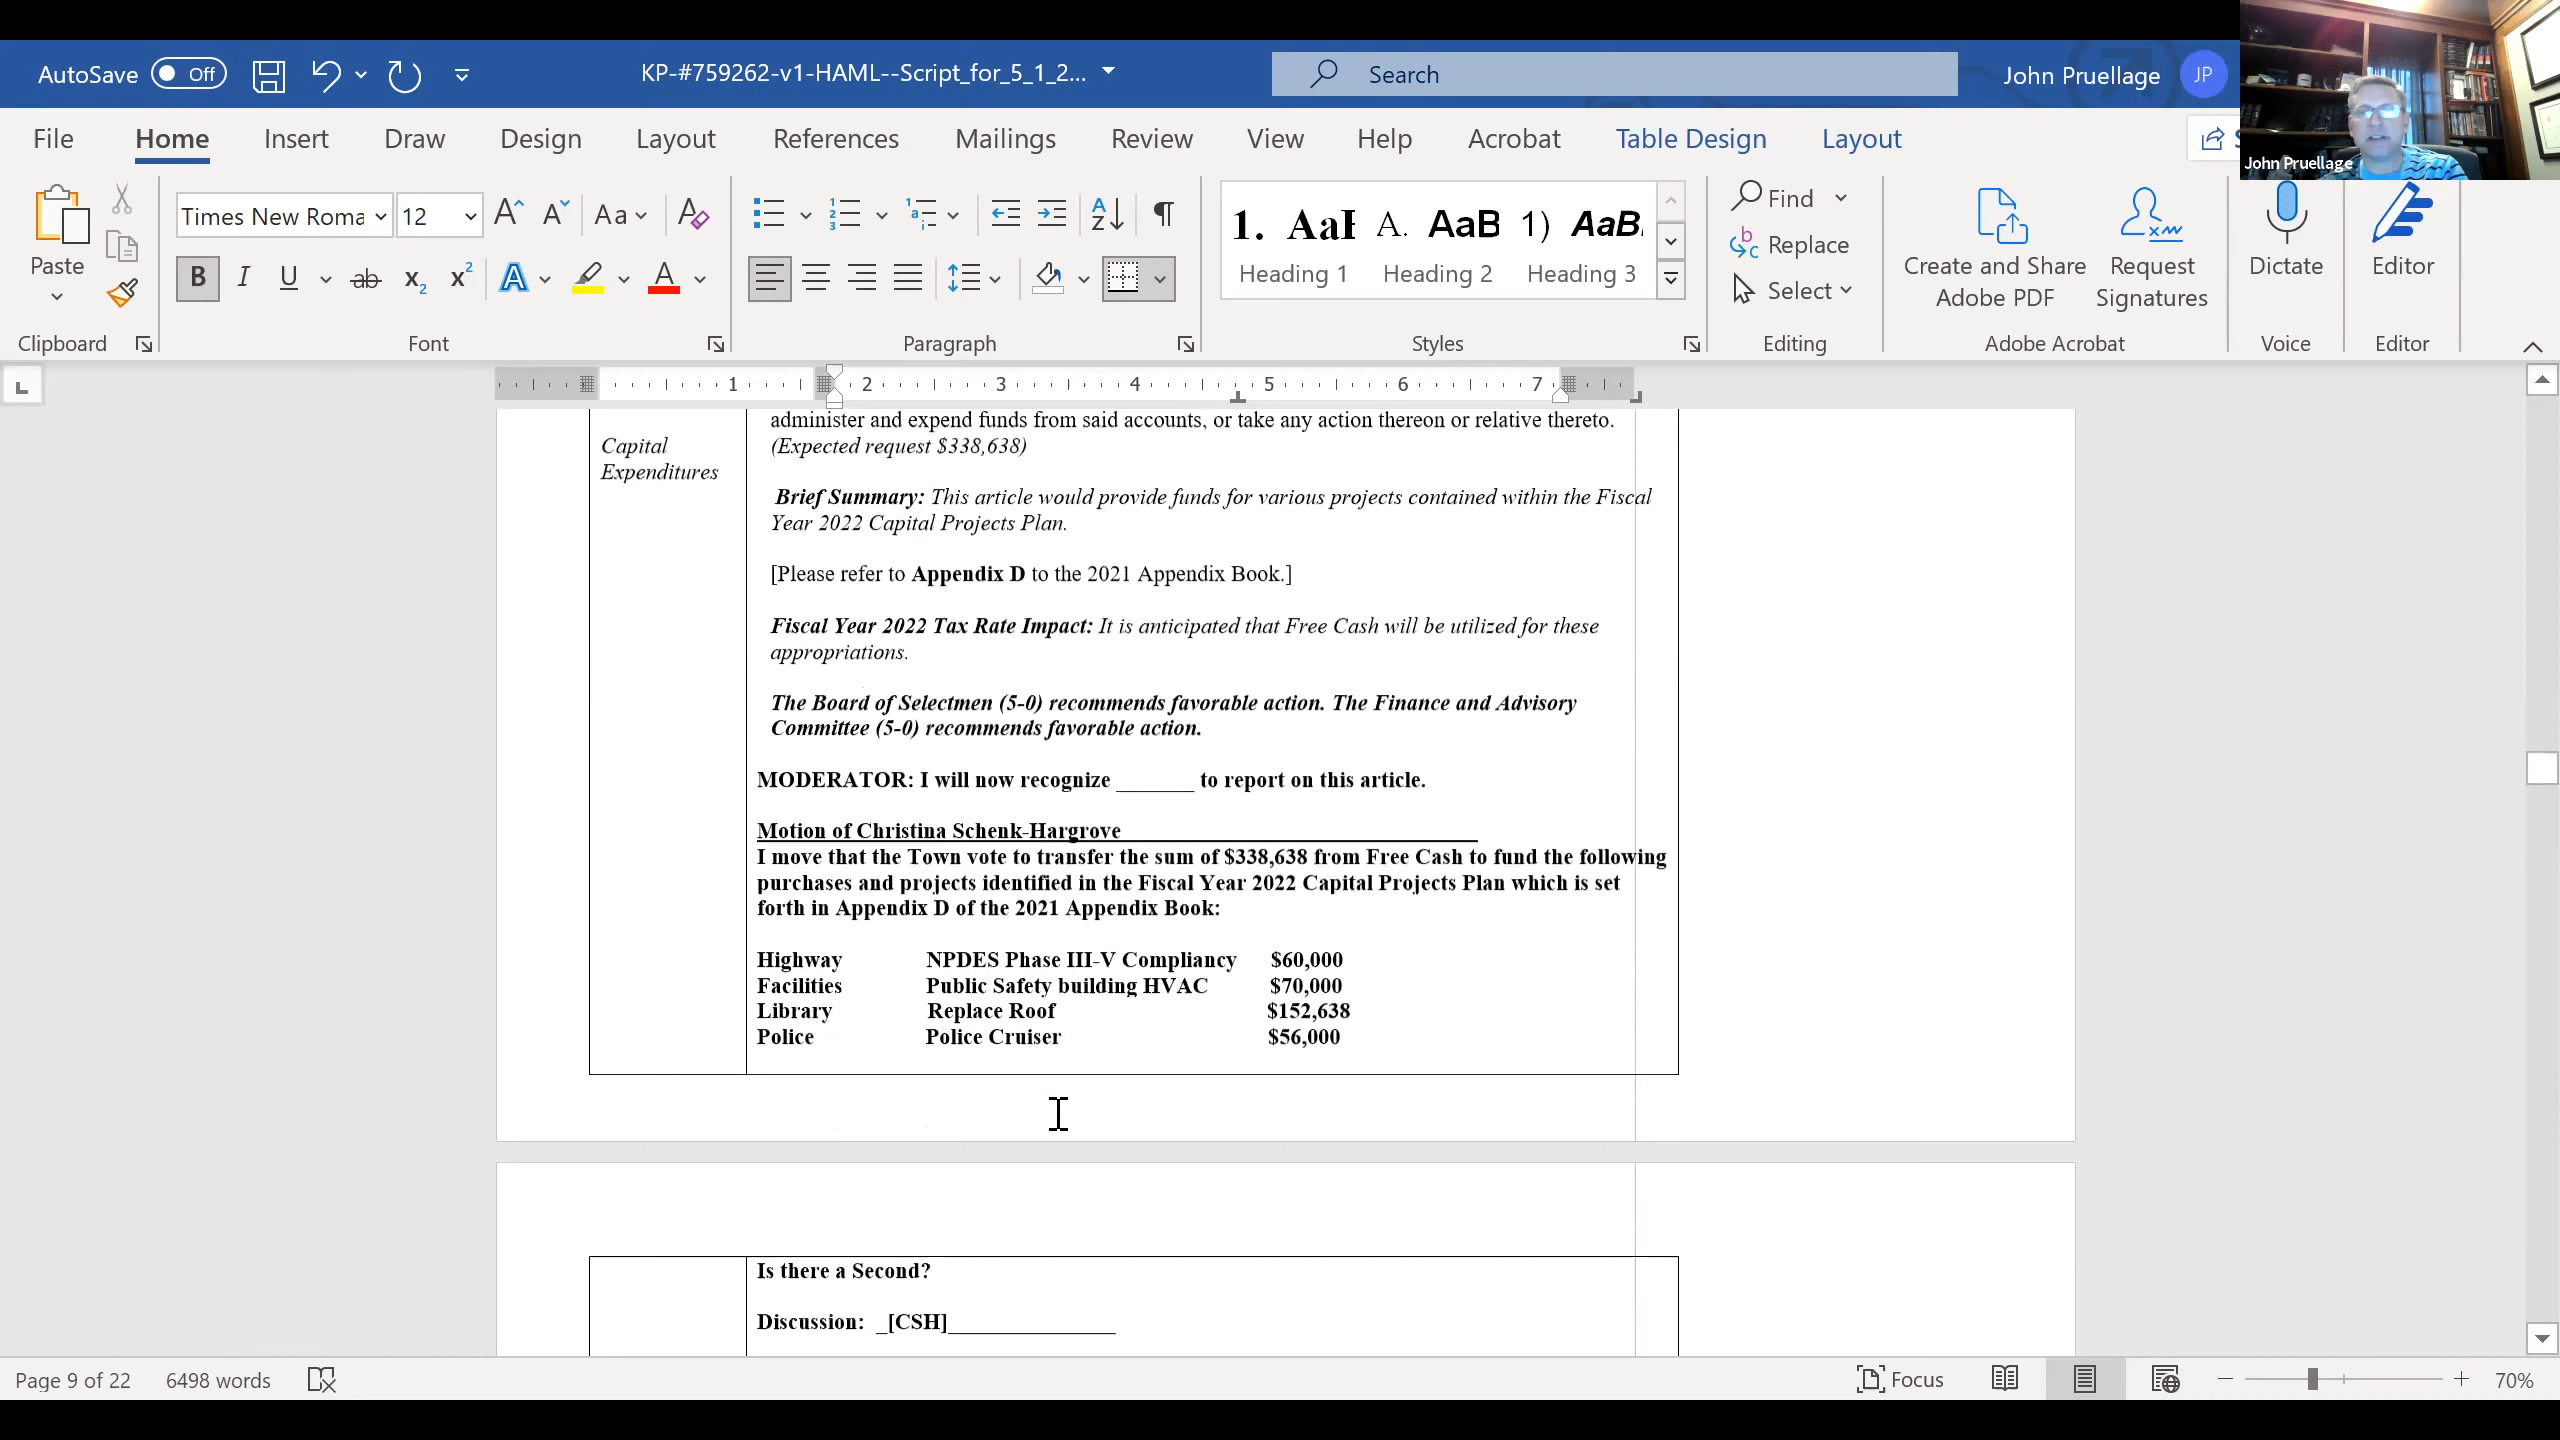 AutoSave Off KP-#759262-v1-HAML--Script_for_5_1_2... Search John Pruellage JP
John Pruellage
File Home Insert Draw Design Layout References Mailings Review View Help Acrobat Table Design Layout
Paste
Times New Roma 12 Aa
1. AaB A. AaB 1) AaB
Heading 1 Heading 2 Heading 3
Find
Replace
Select
Create and Share
Adobe PDF
Request
Signatures
Dictate
Editor
Clipboard Font Paragraph Styles Editing Adobe Acrobat Voice Editor
1 2 3 4 5 6 7
Capital
Expenditures
administer and expend funds from said accounts, or take any action thereon or relative thereto.
(Expected request $338,638)
Brief Summary: This article would provide funds for various projects contained within the Fiscal
Year 2022 Capital Projects Plan.
[Please refer to Appendix D to the 2021 Appendix Book.]
Fiscal Year 2022 Tax Rate Impact: It is anticipated that Free Cash will be utilized for these
appropriations.
The Board of Selectmen (5-0) recommends favorable action. The Finance and Advisory
Committee (5-0) recommends favorable action.
MODERATOR: I will now recognize _______ to report on this article.
Motion of Christina Schenk-Hargrove
I move that the Town vote to transfer the sum of $338,638 from Free Cash to fund the following
purchases and projects identified in the Fiscal Year 2022 Capital Projects Plan which is set
forth in Appendix D of the 2021 Appendix Book:
Highway NPDES Phase III-V Compliancy $60,000
Facilities Public Safety building HVAC $70,000
Library Replace Roof $152,638
Police Police Cruiser $56,000
Is there a Second?
Discussion: _[CSH]_______________
Page 9 of 22 6498 words Focus 70%